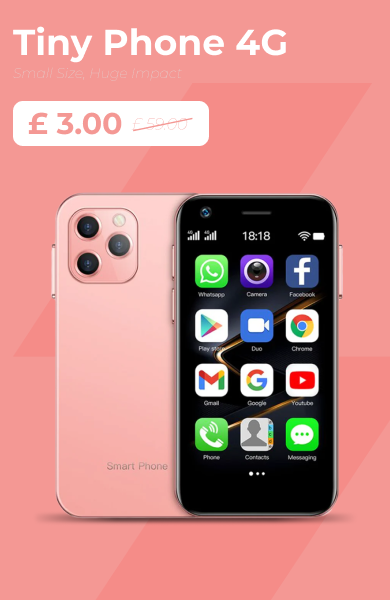 Tiny Phone 4G
Small Size, Huge Impact
£ 3.00 £ 59.00
18:18
Whatsapp Camera Facebook
Play store Duo Chrome
Gmail Google Youtube
Phone Contacts Messaging
Smart Phone